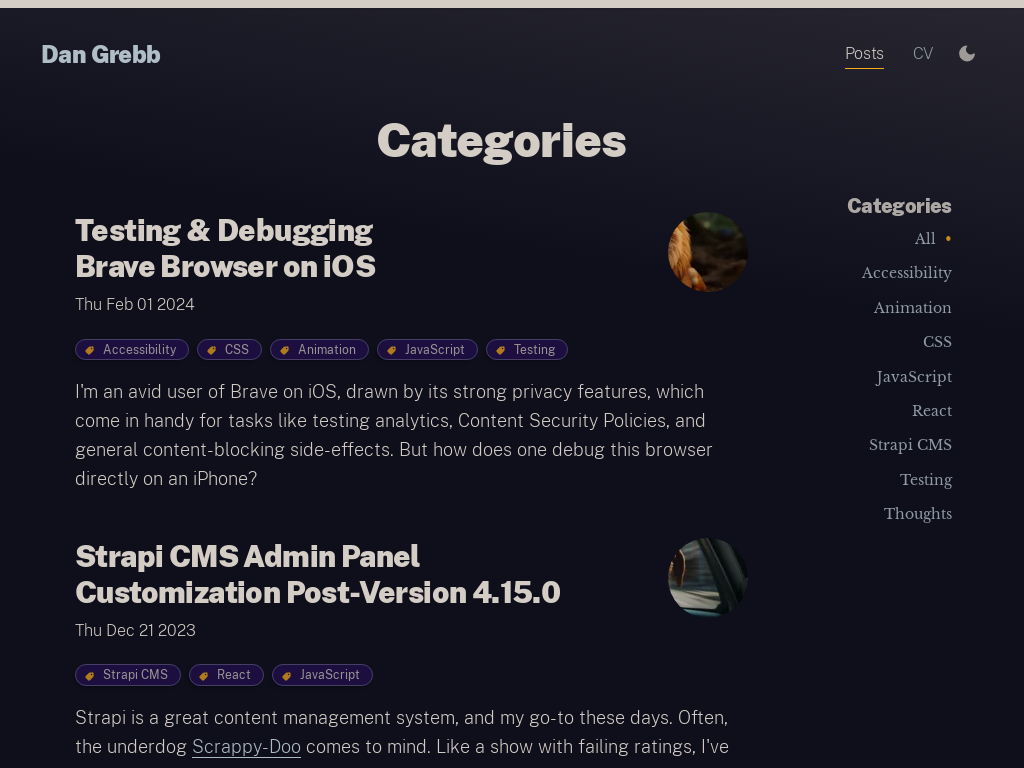 Dan Grebb
Posts
CV
Categories
Testing & Debugging
Brave Browser on iOS
Thu Feb 01 2024
Accessibility
CSS
Animation
JavaScript
Testing
I'm an avid user of Brave on iOS, drawn by its strong privacy features, which
come in handy for tasks like testing analytics, Content Security Policies, and
general content-blocking side-effects. But how does one debug this browser
directly on an iPhone?
Strapi CMS Admin Panel
Customization Post-Version 4.15.0
Thu Dec 21 2023
Strapi CMS
React
JavaScript
Strapi is a great content management system, and my go-to these days. Often,
the underdog Scrappy-Doo comes to mind. Like a show with failing ratings, I've
Categories
All •
Accessibility
Animation
CSS
JavaScript
React
Strapi CMS
Testing
Thoughts